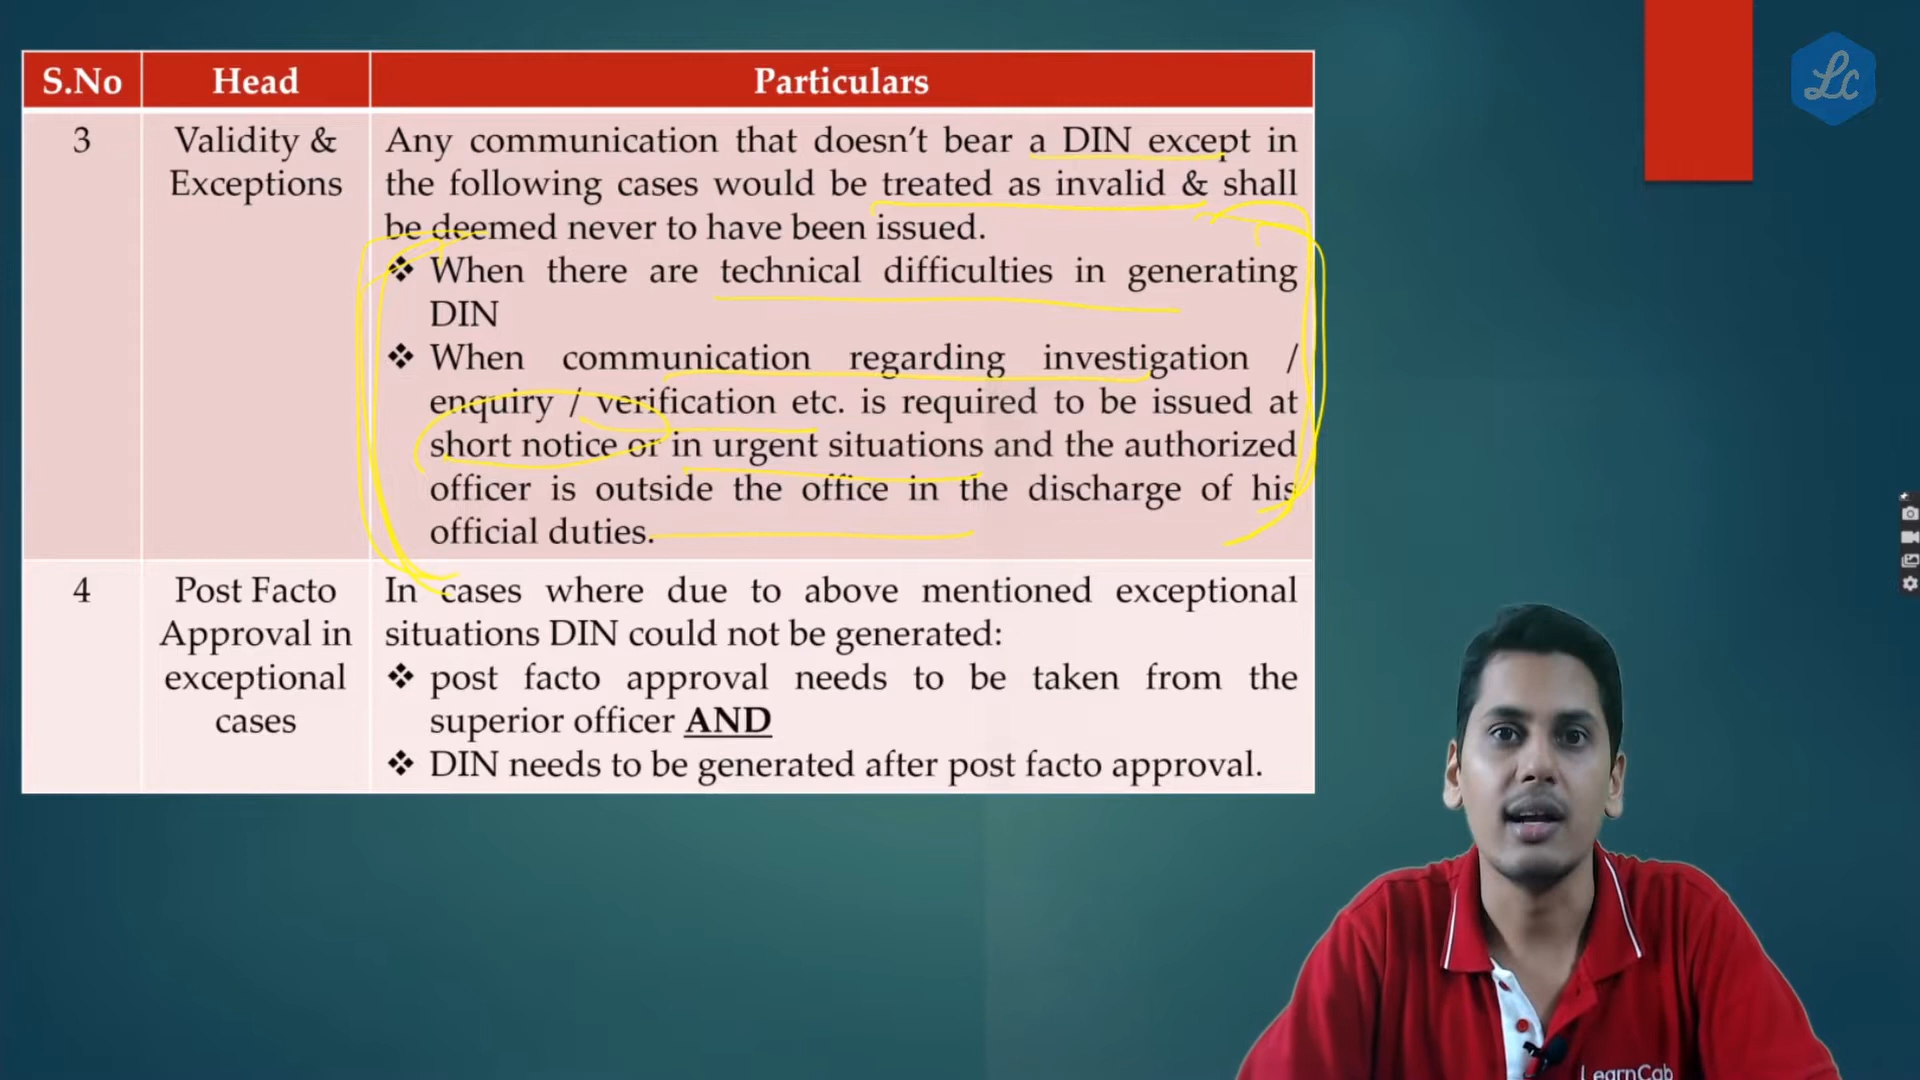 S.No Head Particulars
3 Validity & Exceptions
Any communication that doesn’t bear a DIN except in
the following cases would be treated as invalid & shall
be deemed never to have been issued.
❖ When there are technical difficulties in generating
DIN
❖ When communication regarding investigation /
enquiry / verification etc. is required to be issued at
short notice or in urgent situations and the authorized
officer is outside the office in the discharge of his
official duties.
4 Post Facto Approval in exceptional cases
In cases where due to above mentioned exceptional
situations DIN could not be generated:
❖ post facto approval needs to be taken from the
superior officer AND
❖ DIN needs to be generated after post facto approval.
Lc
LearnCab